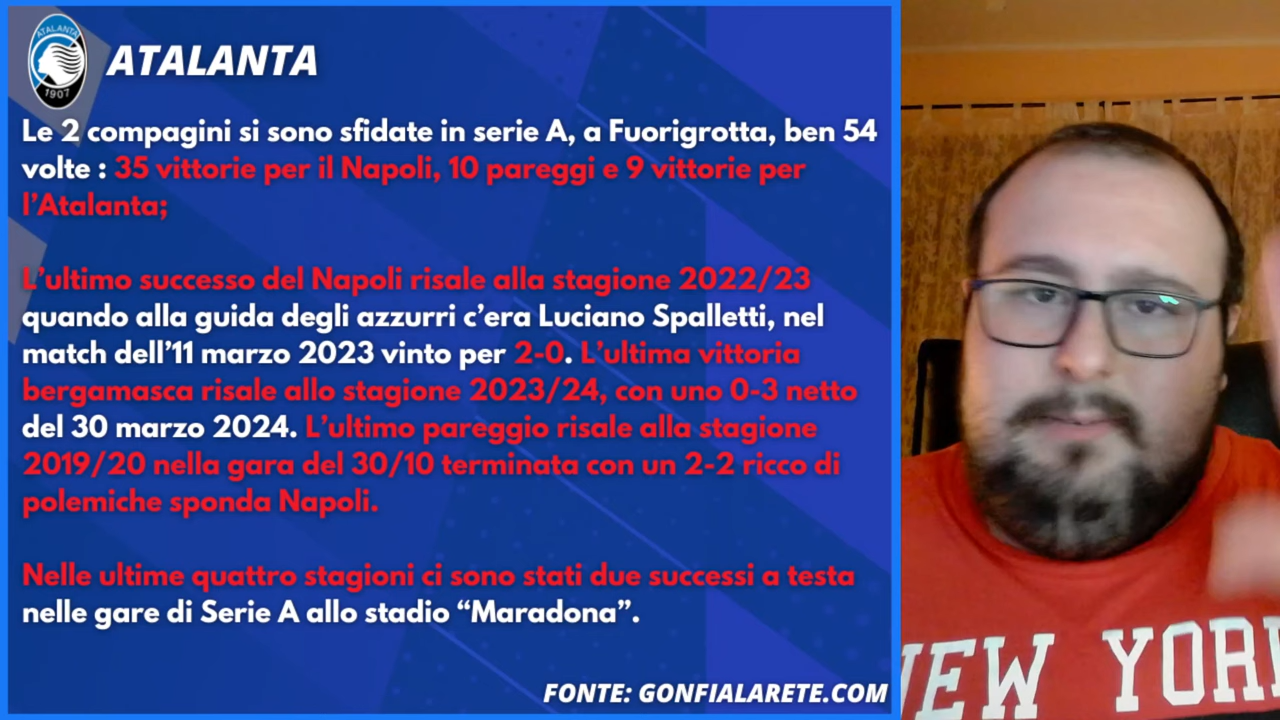 ATALANTA
1907
ATALANTA
Le 2 compagini si sono sfidate in serie A, a Fuorigrotta, ben 54
volte : 35 vittorie per il Napoli, 10 pareggi e 9 vittorie per
l'Atalanta;
L'ultimo successo del Napoli risale alla stagione 2022/23
quando alla guida degli azzurri c'era Luciano Spalletti, nel
match dell'11 marzo 2023 vinto per 2-0. L'ultima vittoria
bergamasca risale allo stagione 2023/24, con uno 0-3 netto
del 30 marzo 2024. L'ultimo pareggio risale alla stagione
2019/20 nella gara del 30/10 terminata con un 2-2 ricco di
polemiche sponda Napoli.
Nelle ultime quattro stagioni ci sono stati due successi a testa
nelle gare di Serie A allo stadio “Maradona”.
FONTE: GONFIALARETE.COM
NEW YORK